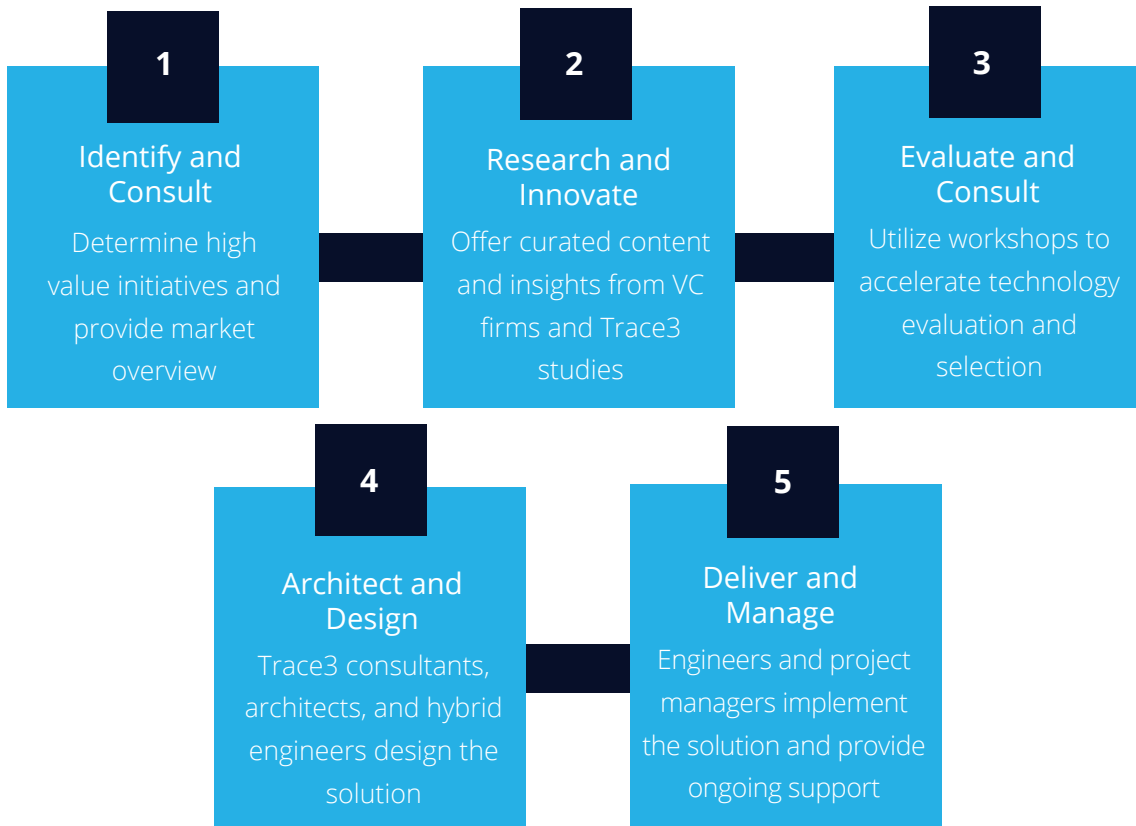 1
Identify and
Consult
Determine high
value initiatives and
provide market
overview
2
Research and
Innovate
Offer curated content
and insights from VC
firms and Trace3
studies
3
Evaluate and
Consult
Utilize workshops to
accelerate technology
evaluation and
selection
4
Architect and
Design
Trace3 consultants,
architects, and hybrid
engineers design the
solution
5
Deliver and
Manage
Engineers and project
managers implement
the solution and provide
ongoing support